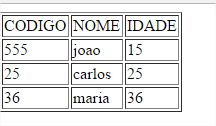 CODIGO NOME IDADE
555 joao 15
25 carlos 25
36 maria 36